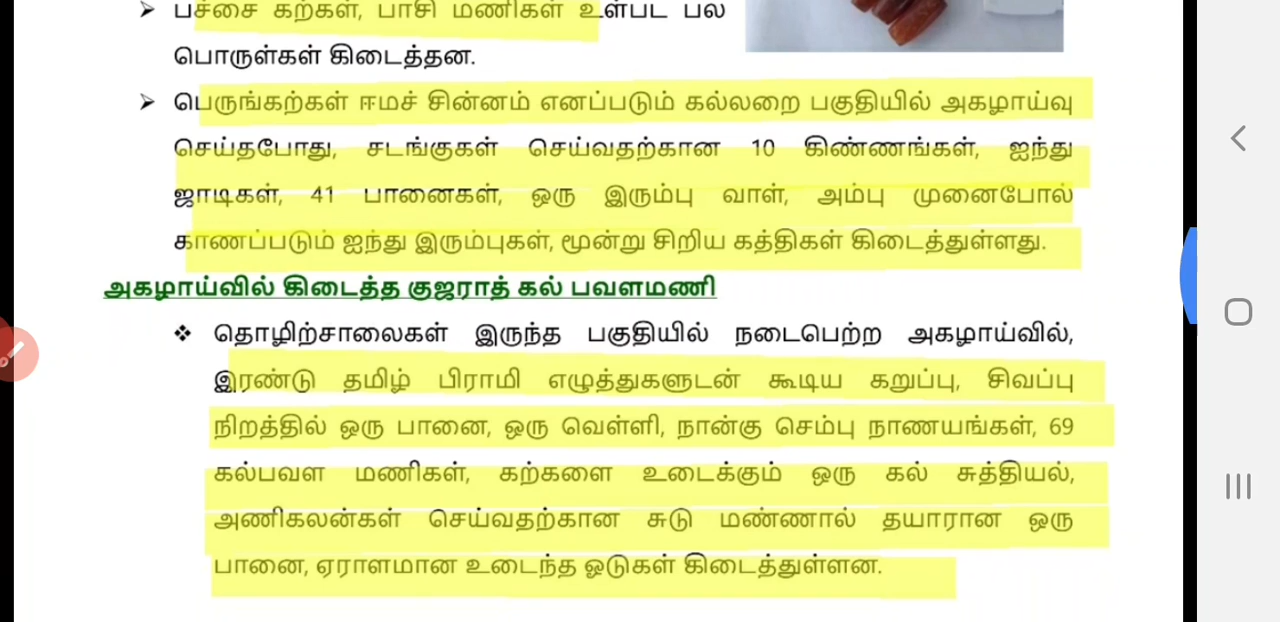 ➤ பச்சை கற்கள், பாசி மணிகள் உள்பட பல
பொருள்கள் கிடைத்தன.
➤ பெருங்கற்கள் ஈமச் சின்னம் எனப்படும் கல்லறை பகுதியில் அகழாய்வு
செய்தபோது, சடங்குகள் செய்வதற்கான 10 கிண்ணங்கள், ஐந்து
ஜாடிகள், 41 பானைகள், ஒரு இரும்பு வாள், அம்பு முனைபோல்
காணப்படும் ஐந்து இரும்புகள், மூன்று சிறிய கத்திகள் கிடைத்துள்ளது.
அகழாய்வில் கிடைத்த குஜராத் கல் பவளமணி
❖ தொழிற்சாலைகள் இருந்த பகுதியில் நடைபெற்ற அகழாய்வில்,
இரண்டு தமிழ் பிராமி எழுத்துகளுடன் கூடிய கறுப்பு, சிவப்பு
நிறத்தில் ஒரு பானை, ஒரு வெள்ளி, நான்கு செம்பு நாணயங்கள், 69
கல்பவள மணிகள், கற்களை உடைக்கும் ஒரு கல் சுத்தியல்,
அணிகலன்கள் செய்வதற்கான சுடு மண்ணால் தயாரான ஒரு
பானை, ஏராளமான உடைந்த ஓடுகள் கிடைத்துள்ளன.